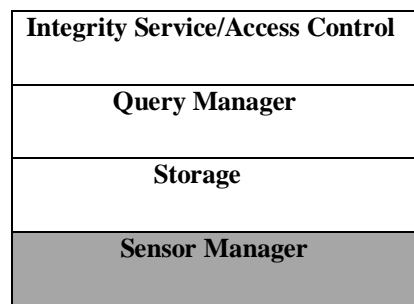 Integrity Service/Access Control
Query Manager
Storage
Sensor Manager